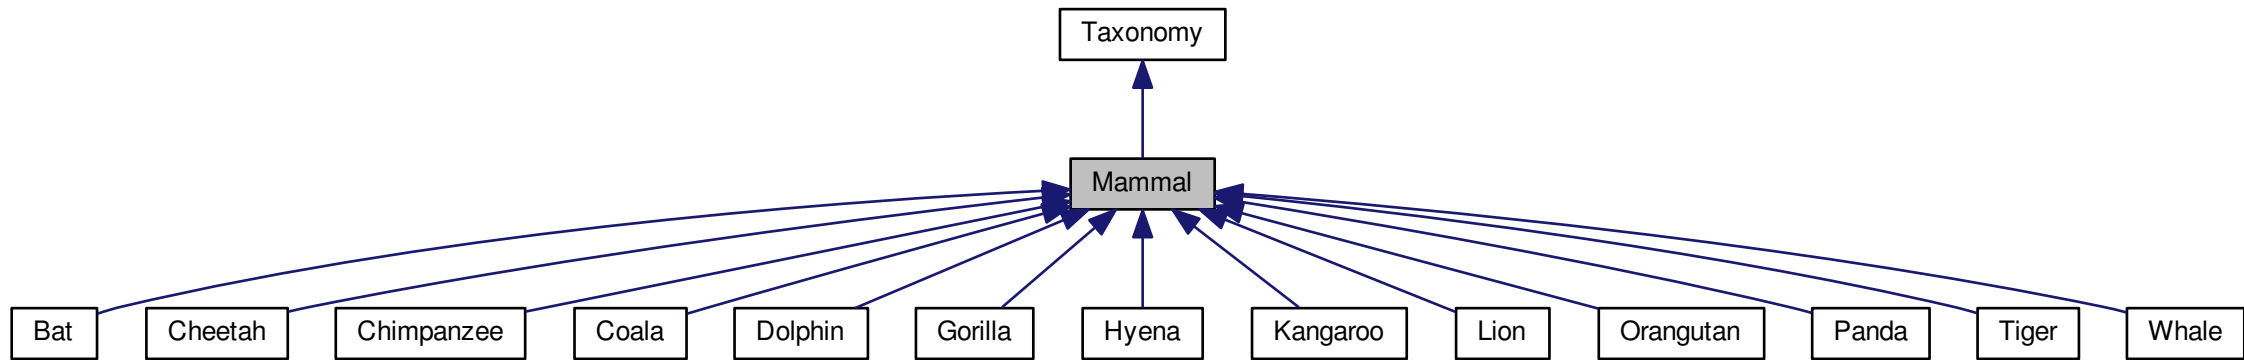 Taxonomy
Mammal
Bat
Cheetah
Chimpanzee
Coala
Dolphin
Gorilla
Hyena
Kangaroo
Lion
Orangutan
Panda
Tiger
Whale